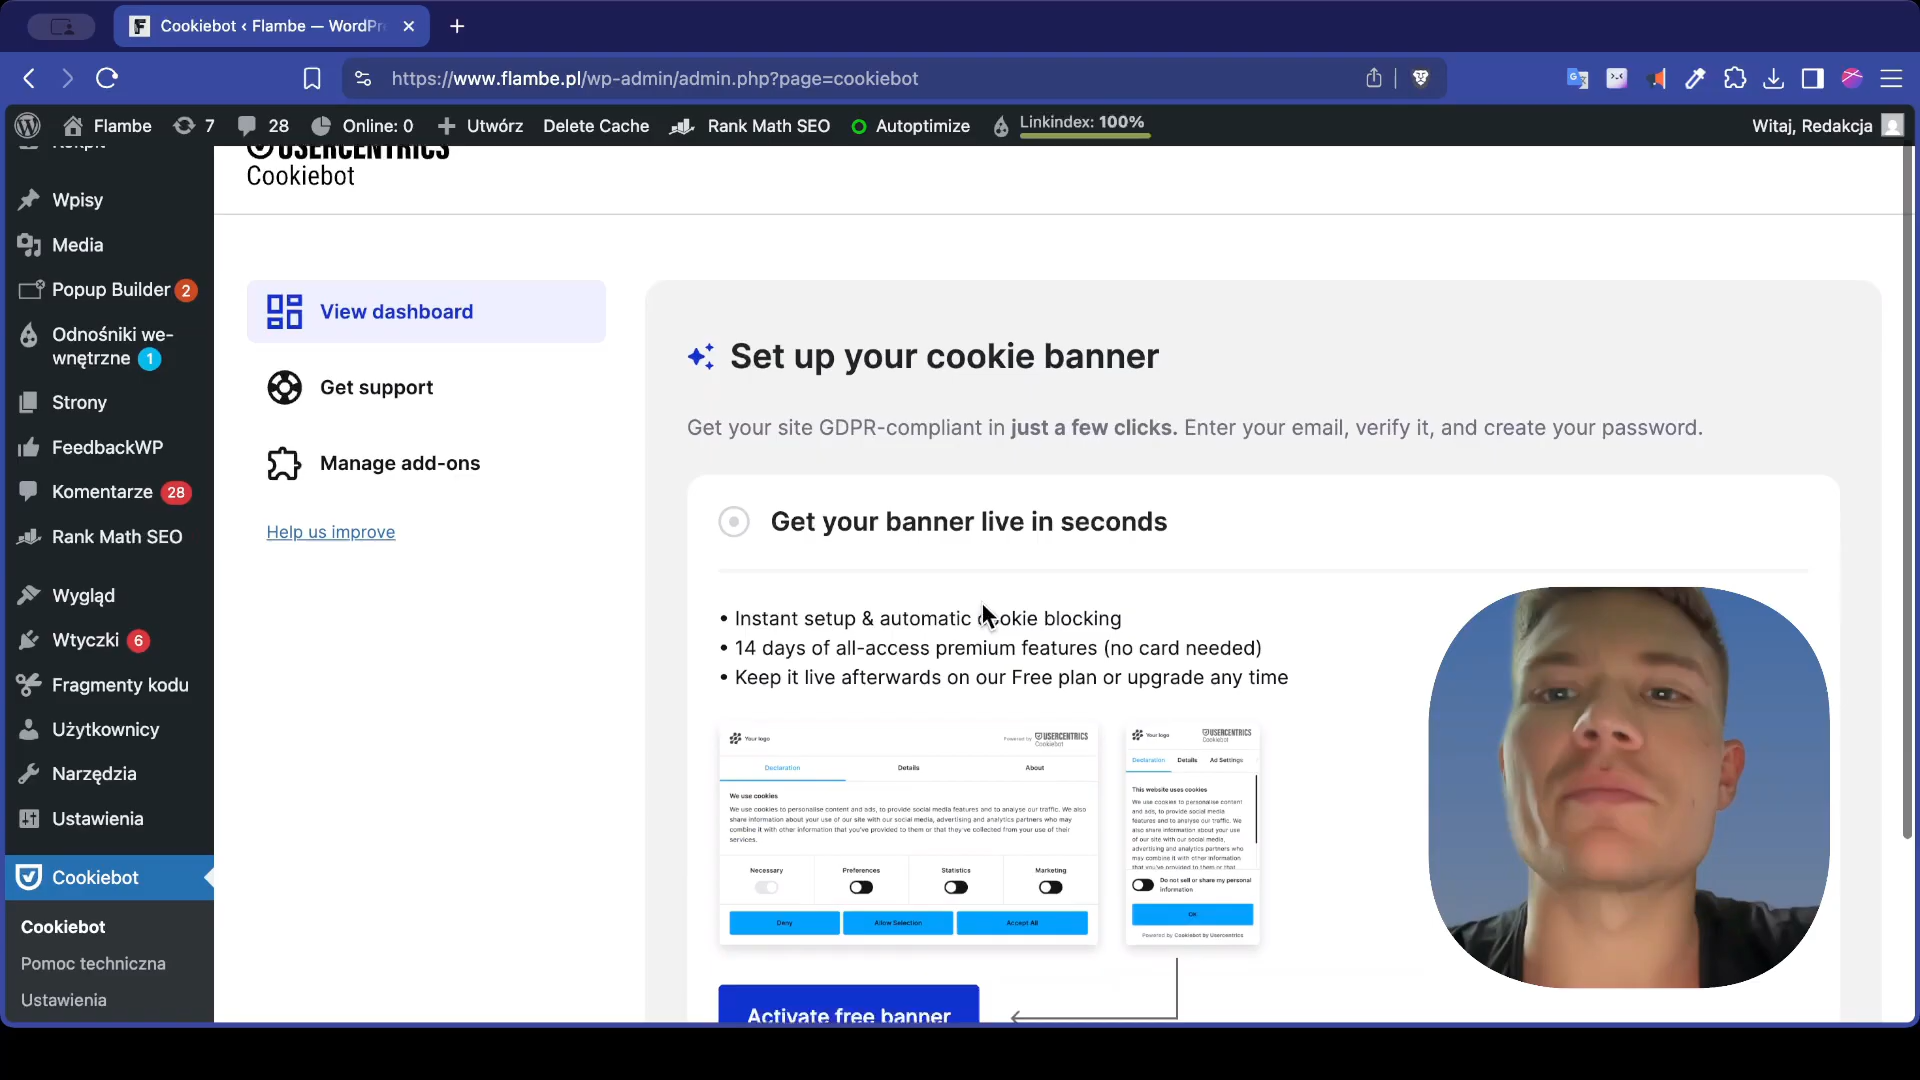 Cookiebot ‹ Flambe — WordPr
https://www.flambe.pl/wp-admin/admin.php?page=cookiebot
Flambe 7 28 Online: 0 Utwórz Delete Cache Rank Math SEO Autoptimize Linkindex: 100% Witaj, Redakcja
Kokpit
Wpisy
Media
Popup Builder 2
Odnośniki we-
wnętrzne 1
Strony
FeedbackWP
Komentarze 28
Rank Math SEO
Wygląd
Wtyczki 6
Fragmenty kodu
Użytkownicy
Narzędzia
Ustawienia
Cookiebot
Cookiebot
Pomoc techniczna
Ustawienia
USERCENTRICS
Cookiebot
View dashboard
Get support
Manage add-ons
Help us improve
Set up your cookie banner
Get your site GDPR-compliant in just a few clicks. Enter your email, verify it, and create your password.
Get your banner live in seconds
• Instant setup & automatic cookie blocking
• 14 days of all-access premium features (no card needed)
• Keep it live afterwards on our Free plan or upgrade any time
Your logo
Powered by USERCENTRICS
Cookiebot
Declaration Details About
We use cookies
We use cookies to personalise content and ads, to provide social media features and to analyse our traffic. We also
share information about your use of our site with our social media, advertising and analytics partners who may
combine it with other information that you've provided to them or that they've collected from your use of their
services.
Necessary Preferences Statistics Marketing
Deny Allow Selection Accept All
Your logo
USERCENTRICS
Cookiebot
Declaration Details Ad Settings
This website uses cookies
We use cookies to personalise content
and ads, to provide social media
features and to analyse our traffic. We
also share information about your use
of our site with our social media,
advertising and analytics partners who
may combine it with other information
that you've provided to them or that
Do not sell or share my personal
information
OK
Powered by Cookiebot by Usercentrics
Activate free banner